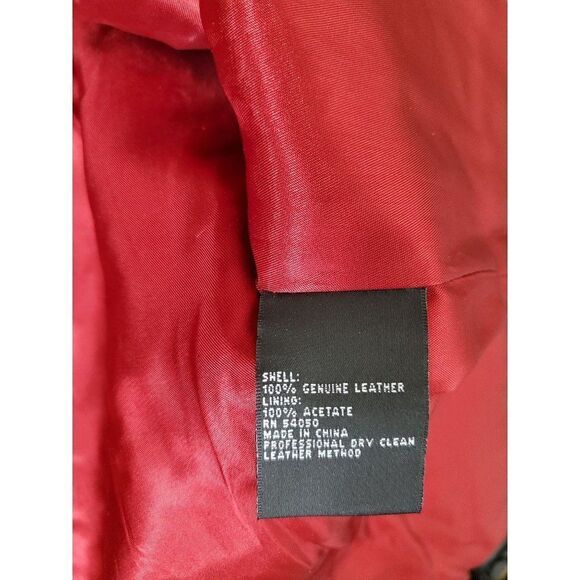 SHELL:
100% GENUINE LEATHER
LINING:
100% ACETATE
RN 54050
MADE IN CHINA
PROFESSIONAL DRY CLEAN
LEATHER METHOD